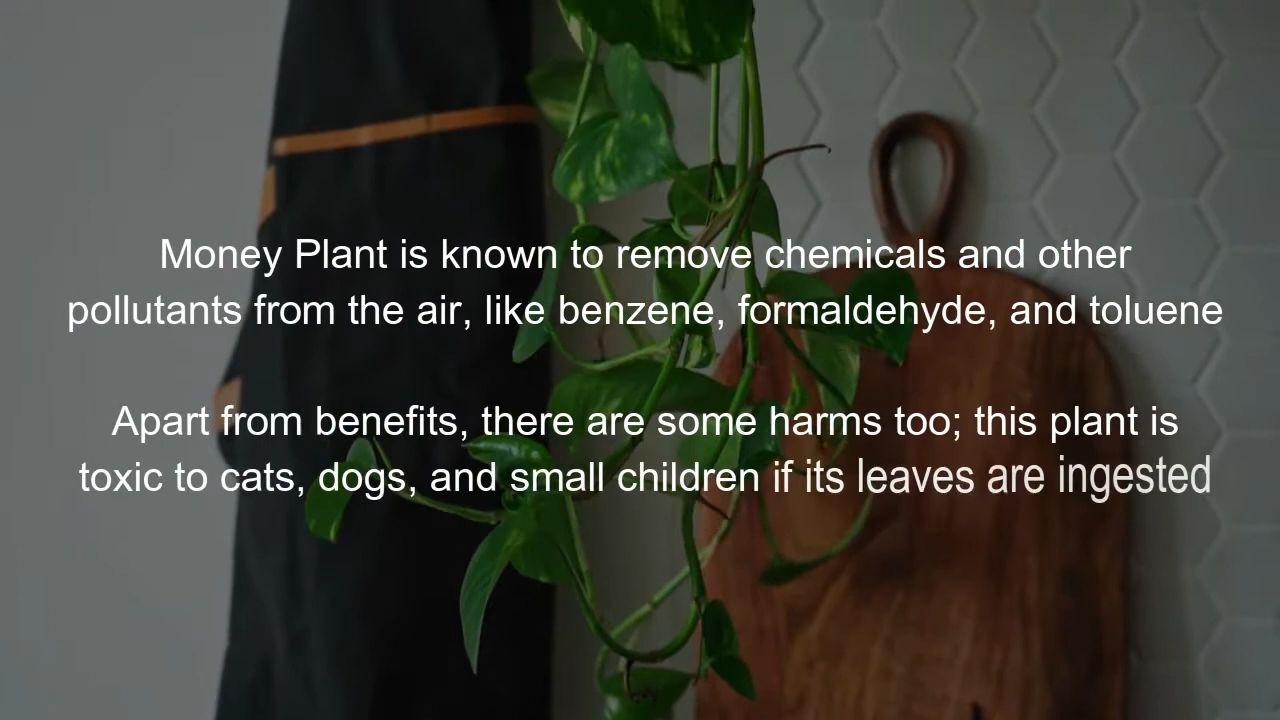 Money Plant is known to remove chemicals and other
pollutants from the air, like benzene, formaldehyde, and toluene
Apart from benefits, there are some harms too; this plant is
toxic to cats, dogs, and small children if its leaves are ingested